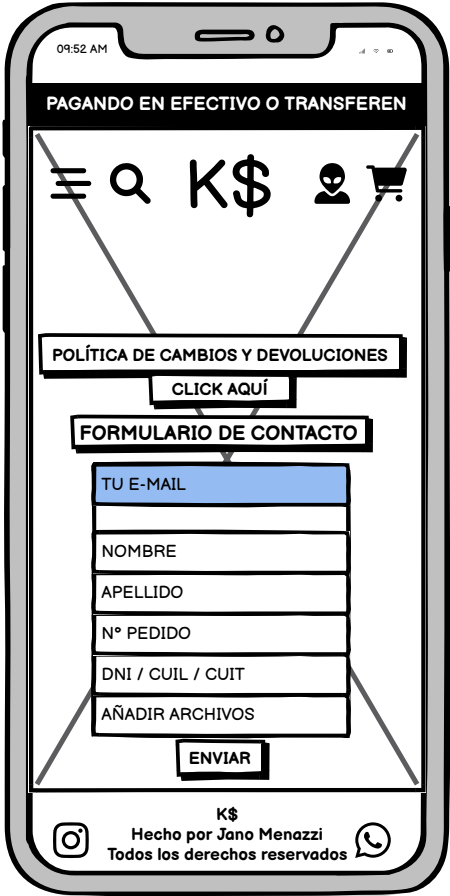 09:52 AM
PAGANDO EN EFECTIVO O TRANSFEREN
K$
POLÍTICA DE CAMBIOS Y DEVOLUCIONES
CLICK AQUÍ
FORMULARIO DE CONTACTO
TU E-MAIL
NOMBRE
APELLIDO
Nº PEDIDO
DNI / CUIL / CUIT
AÑADIR ARCHIVOS
ENVIAR
K$
Hecho por Jano Menazzi
Todos los derechos reservados